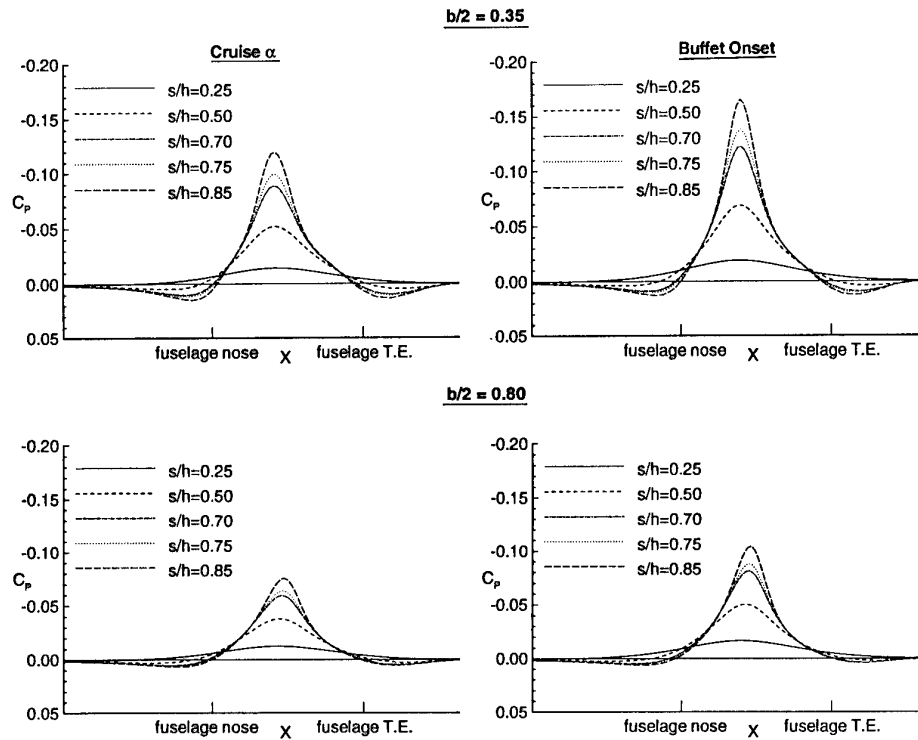 b/2 = 0.35
Cruise α
-0.20
-0.15
-0.10
-0.05
0.00
0.05
C_P
s/h=0.25
s/h=0.50
s/h=0.70
s/h=0.75
s/h=0.85
fuselage nose X fuselage T.E.
Buffet Onset
-0.20
-0.15
-0.10
-0.05
0.00
-0.05
C_P
s/h=0.25
s/h=0.50
s/h=0.70
s/h=0.75
s/h=0.85
fuselage nose X fuselage T.E.
b/2 = 0.80
-0.20
-0.15
-0.10
-0.05
0.00
0.05
C_P
s/h=0.25
s/h=0.50
s/h=0.70
s/h=0.75
s/h=0.85
fuselage nose X fuselage T.E.
-0.20
-0.15
-0.10
-0.05
0.00
0.05
C_P
s/h=0.25
s/h=0.50
s/h=0.70
s/h=0.75
s/h=0.85
fuselage nose X fuselage T.E.